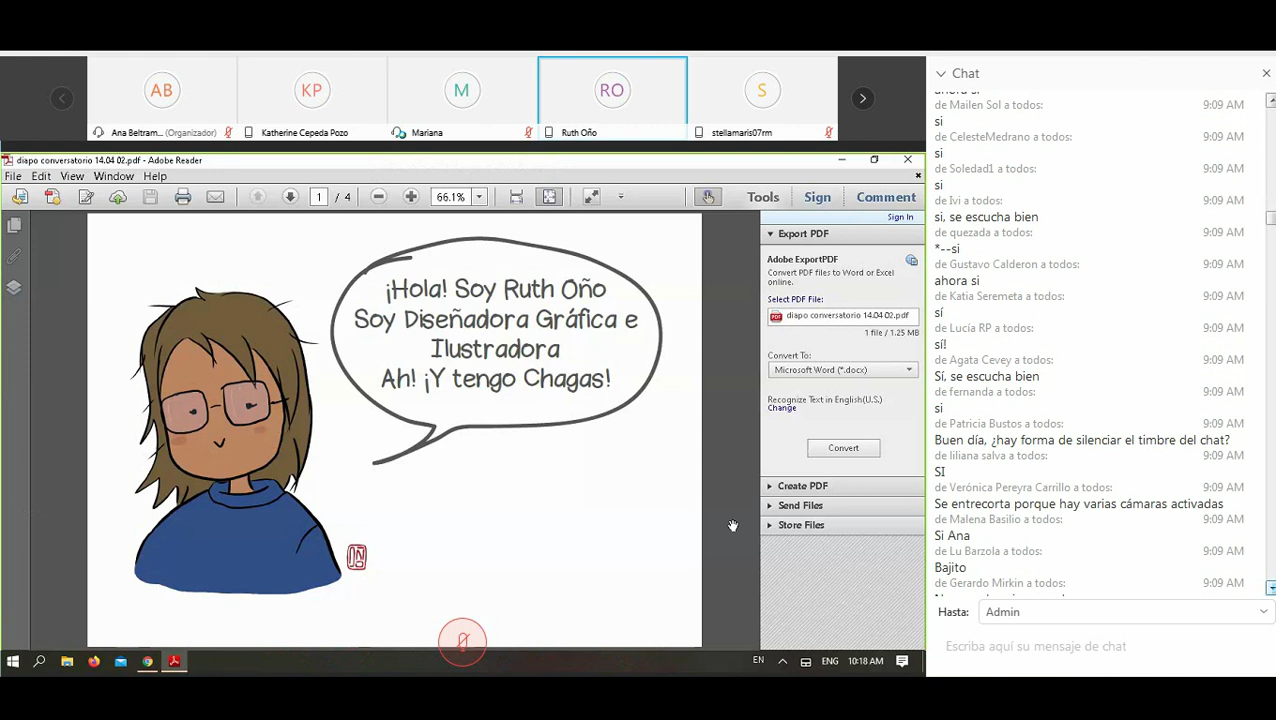 AB
KP
M
RO
S
Ana Beltram... (Organizador)
Katherine Cepeda Pozo
Mariana
Ruth Oño
stellamaris07rm
diapo conversatorio 14.04 02.pdf - Adobe Reader
File Edit View Window Help
1 / 4
66.1%
Tools Sign Comment
¡Hola! Soy Ruth Oño
Soy Diseñadora Gráfica e
Ilustradora
Ah! ¡Y tengo Chagas!
Sign In
Export PDF
Adobe ExportPDF
Convert PDF files to Word or Excel
online.
Select PDF File:
diapo conversatorio 14.04 02.pdf
1 file / 1.25 MB
Convert To:
Microsoft Word (*.docx)
Recognize Text in English(U.S.)
Change
Convert
Create PDF
Send Files
Store Files
EN
ENG
10:18 AM
Chat
ahora si
de Mailen Sol a todos: 9:09 AM
si
de CelesteMedrano a todos: 9:09 AM
si
de Soledad1 a todos: 9:09 AM
si
de Ivi a todos: 9:09 AM
si, se escucha bien
de quezada a todos: 9:09 AM
*--si
de Gustavo Calderon a todos: 9:09 AM
ahora si
de Katia Seremeta a todos: 9:09 AM
sí
de Lucía RP a todos: 9:09 AM
sí!
de Agata Cevey a todos: 9:09 AM
Sí, se escucha bien
de fernanda a todos: 9:09 AM
si
de Patricia Bustos a todos: 9:09 AM
Buen día, ¿hay forma de silenciar el timbre del chat?
de liliana salva a todos: 9:09 AM
SI
de Verónica Pereyra Carrillo a todos: 9:09 AM
Se entrecorta porque hay varias cámaras activadas
de Malena Basilio a todos: 9:09 AM
Si Ana
de Lu Barzola a todos: 9:09 AM
Bajito
de Gerardo Mirkin a todos: 9:09 AM
Hasta: Admin
Escriba aquí su mensaje de chat